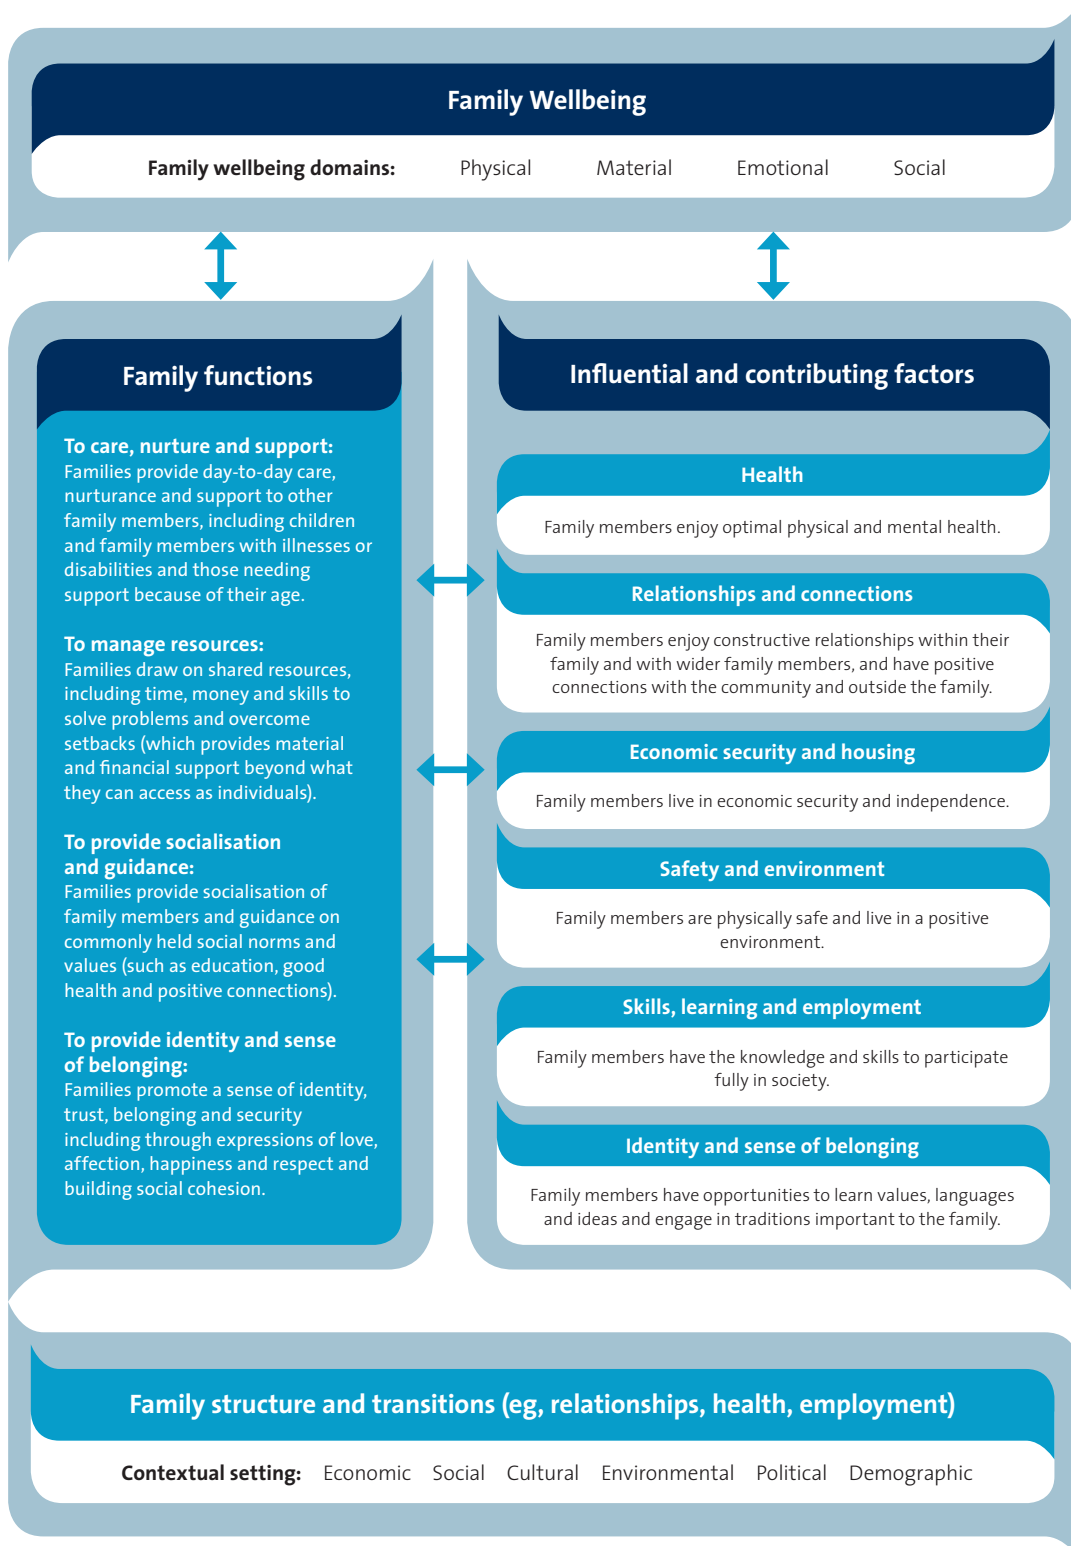 Family Wellbeing
Family wellbeing domains: Physical Material Emotional Social
Family functions
To care, nurture and support:
Families provide day-to-day care,
nurturance and support to other
family members, including children
and family members with illnesses or
disabilities and those needing
support because of their age.
To manage resources:
Families draw on shared resources,
including time, money and skills to
solve problems and overcome
setbacks (which provides material
and financial support beyond what
they can access as individuals).
To provide socialisation
and guidance:
Families provide socialisation of
family members and guidance on
commonly held social norms and
values (such as education, good
health and positive connections).
To provide identity and sense
of belonging:
Families promote a sense of identity,
trust, belonging and security
including through expressions of love,
affection, happiness and respect and
building social cohesion.
Influential and contributing factors
Health
Family members enjoy optimal physical and mental health.
Relationships and connections
Family members enjoy constructive relationships within their
family and with wider family members, and have positive
connections with the community and outside the family.
Economic security and housing
Family members live in economic security and independence.
Safety and environment
Family members are physically safe and live in a positive
environment.
Skills, learning and employment
Family members have the knowledge and skills to participate
fully in society.
Identity and sense of belonging
Family members have opportunities to learn values, languages
and ideas and engage in traditions important to the family.
Family structure and transitions (eg, relationships, health, employment)
Contextual setting: Economic Social Cultural Environmental Political Demographic